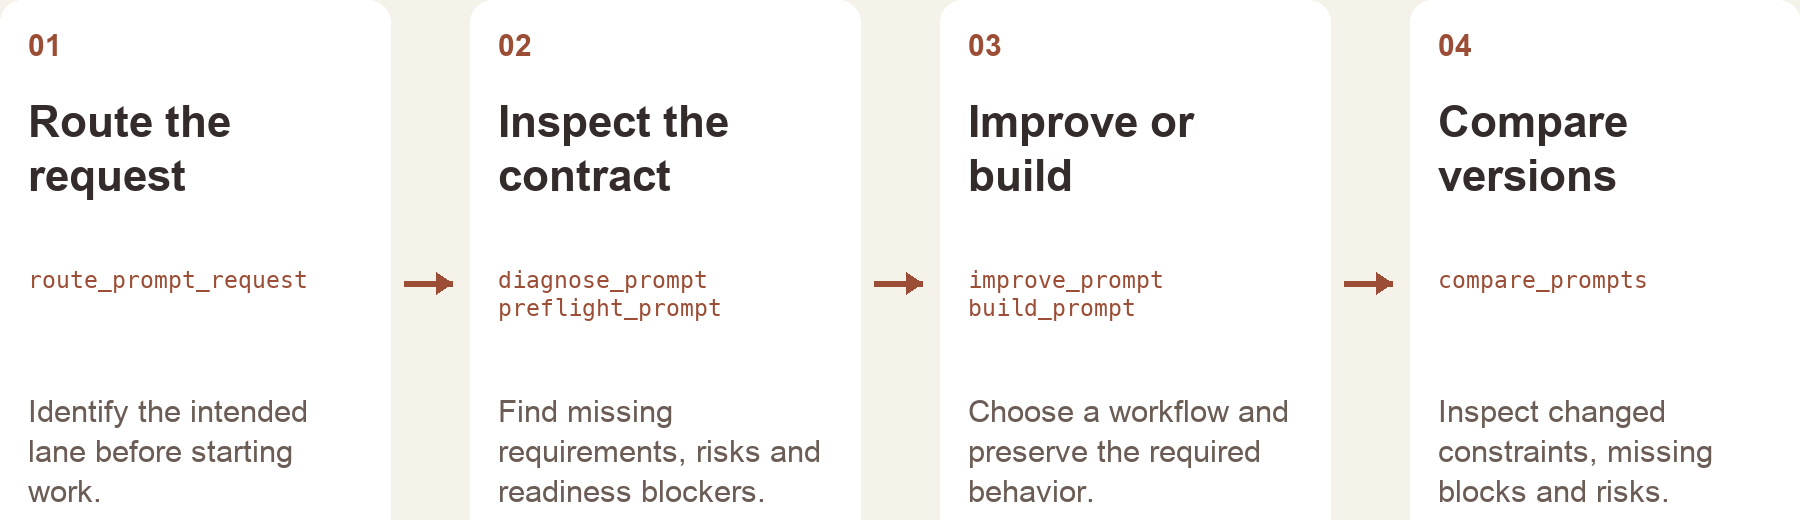 01
Route the
request
route_prompt_request
Identify the intended
lane before starting
work.
02
Inspect the
contract
diagnose_prompt
preflight_prompt
Find missing
requirements, risks and
readiness blockers.
03
Improve or
build
improve_prompt
build_prompt
Choose a workflow and
preserve the required
behavior.
04
Compare
versions
compare_prompts
Inspect changed
constraints, missing
blocks and risks.